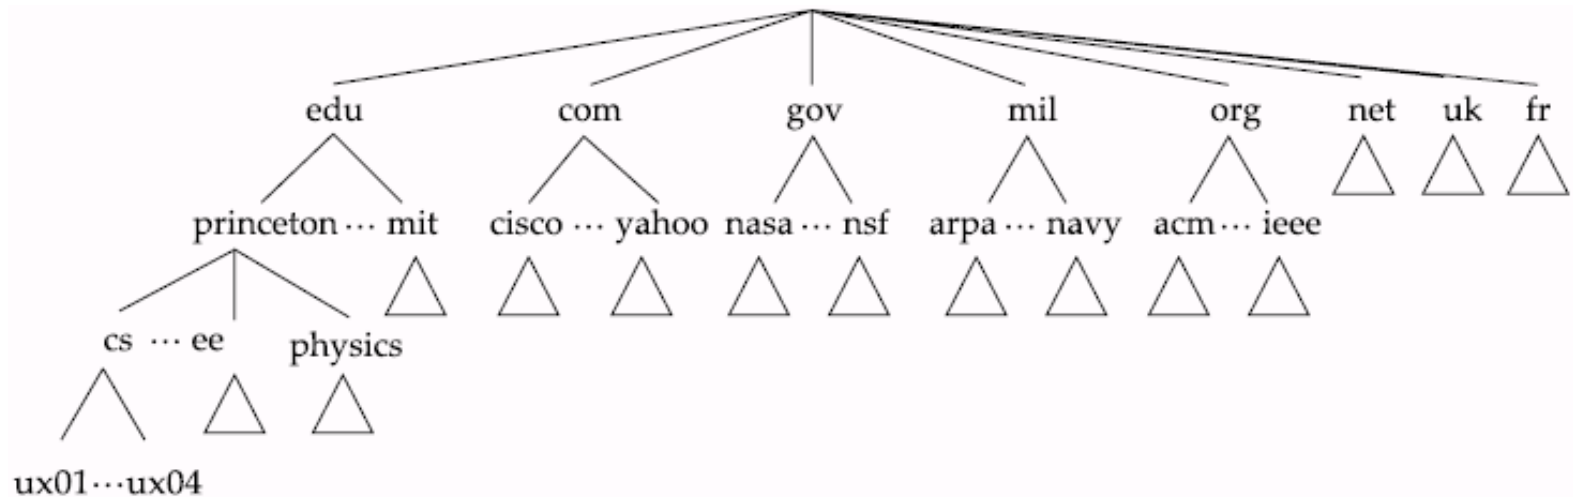 edu com gov mil org net uk fr
princeton ··· mit cisco ··· yahoo nasa ··· nsf arpa ··· navy acm ··· ieee
cs ··· ee physics
ux01···ux04